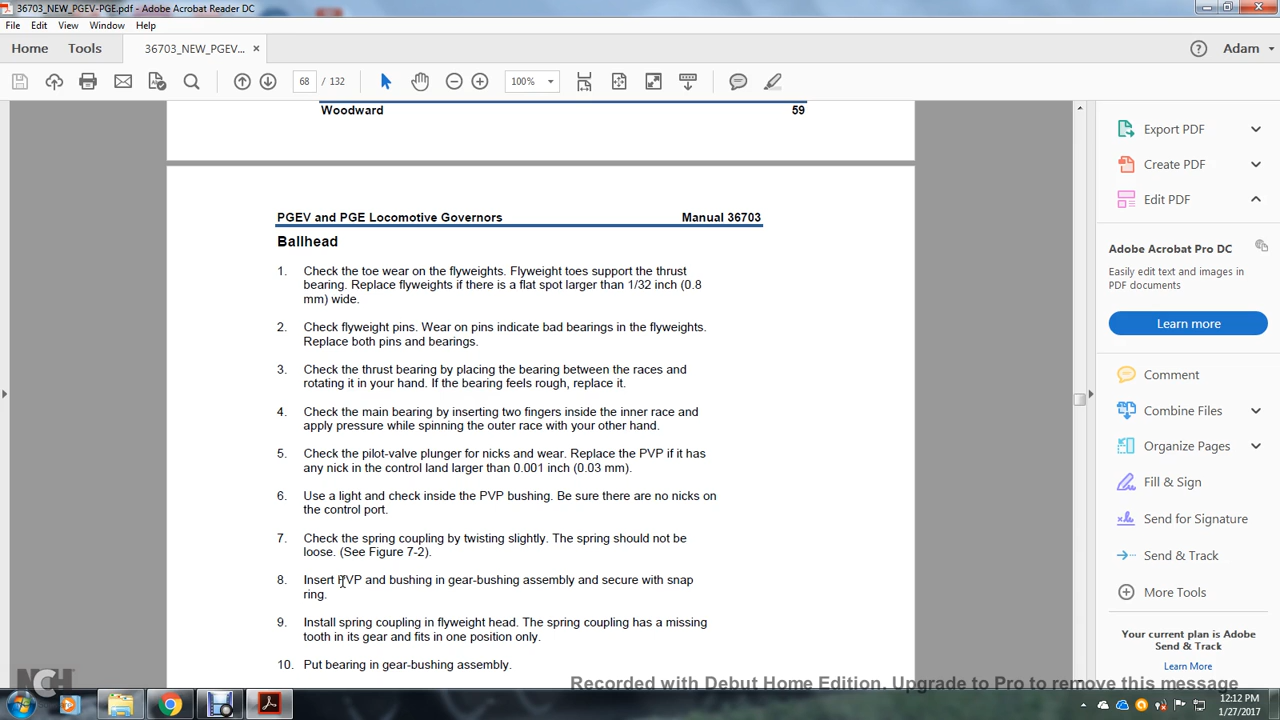 36703_NEW_PGEV-PGE.pdf - Adobe Acrobat Reader DC
File Edit View Window Help
Home Tools 36703_NEW_PGEV... × Adam
68 / 132 100%
Woodward 59
PGEV and PGE Locomotive Governors Manual 36703
Ballhead
1. Check the toe wear on the flyweights. Flyweight toes support the thrust
bearing. Replace flyweights if there is a flat spot larger than 1/32 inch (0.8
mm) wide.
2. Check flyweight pins. Wear on pins indicate bad bearings in the flyweights.
Replace both pins and bearings.
3. Check the thrust bearing by placing the bearing between the races and
rotating it in your hand. If the bearing feels rough, replace it.
4. Check the main bearing by inserting two fingers inside the inner race and
apply pressure while spinning the outer race with your other hand.
5. Check the pilot-valve plunger for nicks and wear. Replace the PVP if it has
any nick in the control land larger than 0.001 inch (0.03 mm).
6. Use a light and check inside the PVP bushing. Be sure there are no nicks on
the control port.
7. Check the spring coupling by twisting slightly. The spring should not be
loose. (See Figure 7-2).
8. Insert PVP and bushing in gear-bushing assembly and secure with snap
ring.
9. Install spring coupling in flyweight head. The spring coupling has a missing
tooth in its gear and fits in one position only.
10. Put bearing in gear-bushing assembly.
Export PDF
Create PDF
Edit PDF
Adobe Acrobat Pro DC
Easily edit text and images in
PDF documents
Learn more
Comment
Combine Files
Organize Pages
Fill & Sign
Send for Signature
Send & Track
More Tools
Your current plan is Adobe
Send & Track
Learn More
NCH
Recorded with Debut Home Edition. Upgrade to Pro to remove this message
12:12 PM
1/27/2017